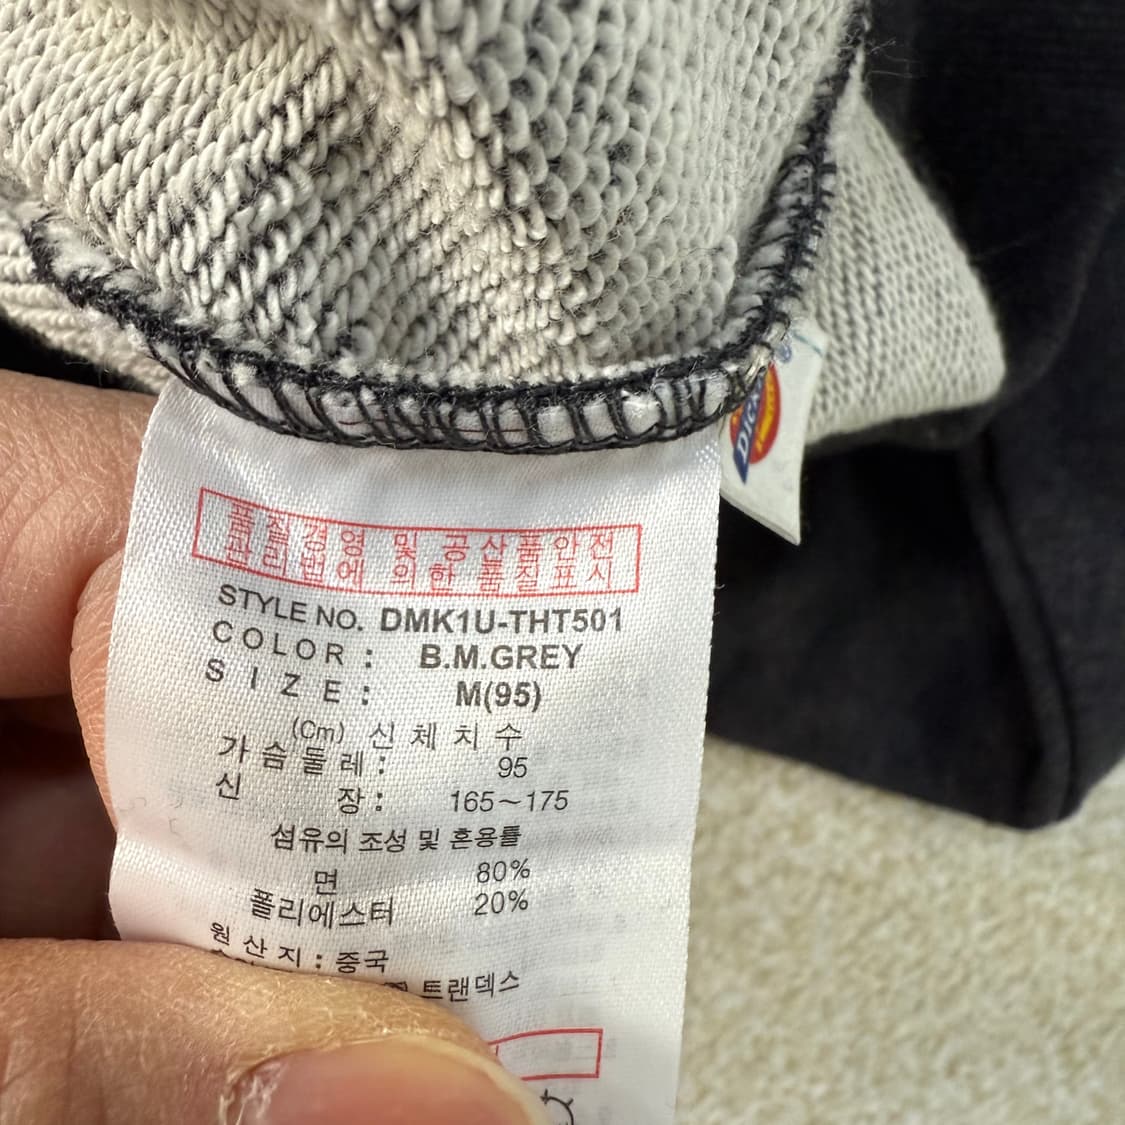 품질경영 및 공산품안전
관리법에 의한 품질표시
STYLE NO. DMK1U-THT501
COLOR : B.M.GREY
SIZE : M(95)
(Cm) 신체치수
가슴둘레 : 95
신장 : 165~175
섬유의 조성 및 혼용률
면 80%
폴리에스터 20%
원산지 : 중국
트랜덱스